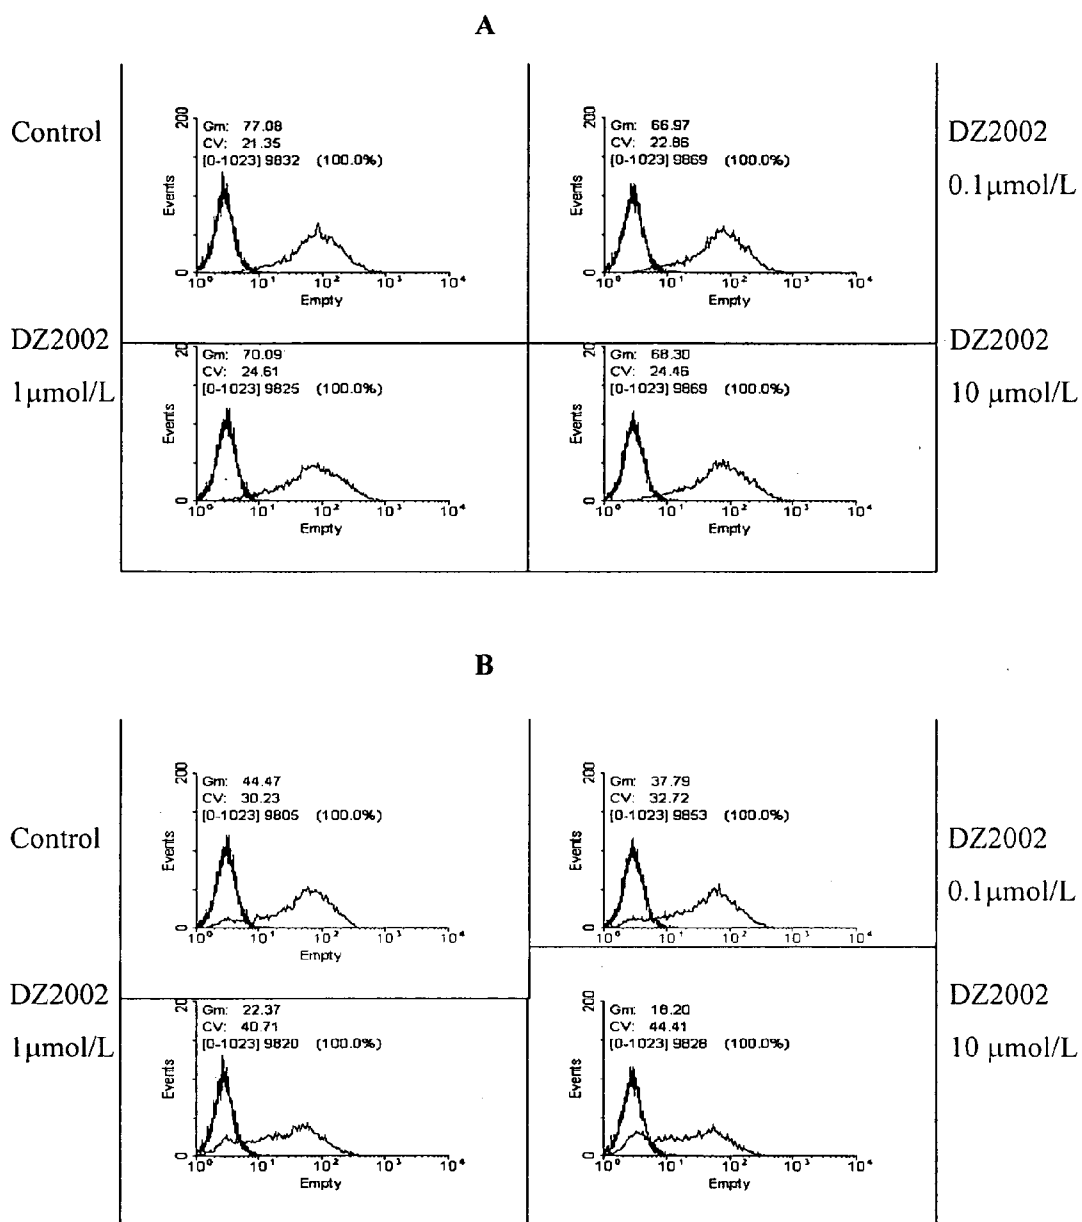 A
Control
200
Gm: 77.08
CV: 21.35
[0-1023] 9832 (100.0%)
Events
0
10⁰ 10¹ 10² 10³ 10⁴
Empty
200
Gm: 66.97
CV: 22.86
[0-1023] 9869 (100.0%)
Events
0
10⁰ 10¹ 10² 10³ 10⁴
Empty
DZ2002
0.1μmol/L
DZ2002
1μmol/L
20
Gm: 70.09
CV: 24.61
[0-1023] 9825 (100.0%)
Events
0
10⁰ 10¹ 10² 10³ 10⁴
Empty
20
Gm: 68.30
CV: 24.46
[0-1023] 9869 (100.0%)
Events
0
10⁰ 10¹ 10² 10³ 10⁴
Empty
DZ2002
10 μmol/L
B
Control
200
Gm: 44.47
CV: 30.23
[0-1023] 9805 (100.0%)
Events
0
10⁰ 10¹ 10² 10³ 10⁴
Empty
200
Gm: 37.79
CV: 32.72
[0-1023] 9853 (100.0%)
Events
0
10⁰ 10¹ 10² 10³ 10⁴
Empty
DZ2002
0.1μmol/L
DZ2002
1μmol/L
20
Gm: 22.37
CV: 40.71
[0-1023] 9820 (100.0%)
Events
0
10⁰ 10¹ 10² 10³ 10⁴
Empty
200
Gm: 18.20
CV: 44.41
[0-1023] 9828 (100.0%)
Events
0
10⁰ 10¹ 10² 10³ 10⁴
Empty
DZ2002
10 μmol/L